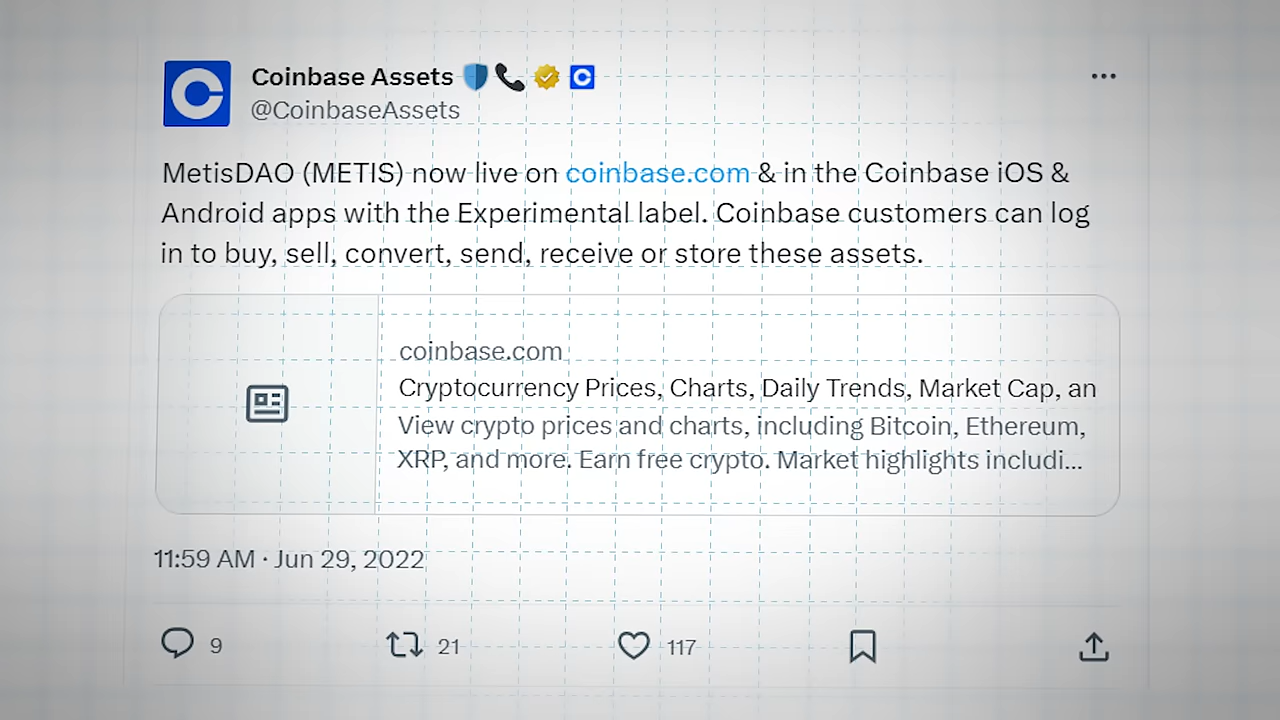 Coinbase Assets
@CoinbaseAssets
MetisDAO (METIS) now live on coinbase.com & in the Coinbase iOS &
Android apps with the Experimental label. Coinbase customers can log
in to buy, sell, convert, send, receive or store these assets.
coinbase.com
Cryptocurrency Prices, Charts, Daily Trends, Market Cap, an
View crypto prices and charts, including Bitcoin, Ethereum,
XRP, and more. Earn free crypto. Market highlights includi...
11:59 AM · Jun 29, 2022
9 21 117